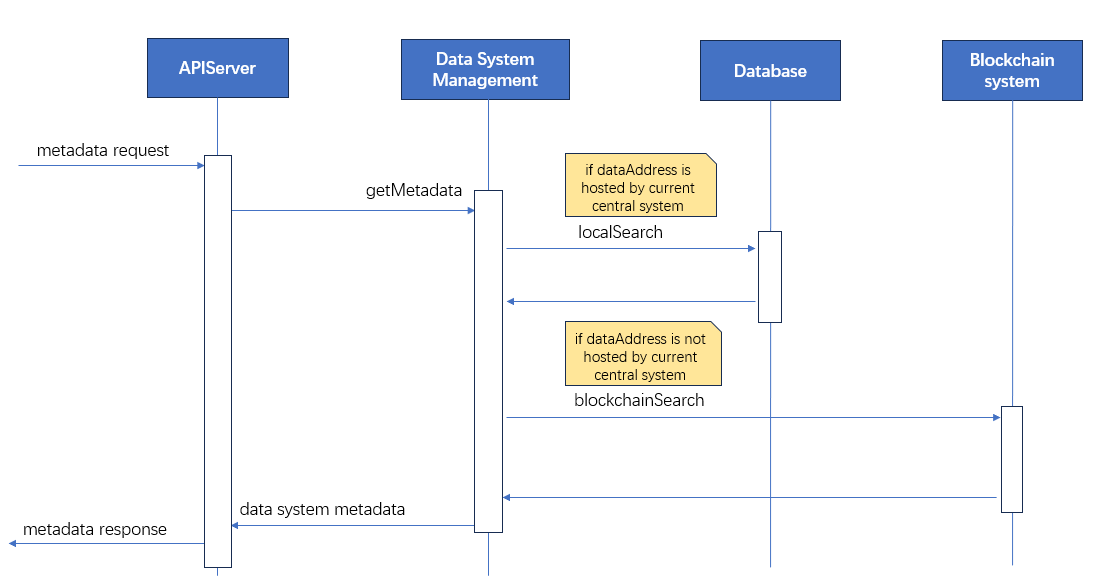 APIServer
Data System
Management
Database
Blockchain
system
metadata request
getMetadata
if dataAddress is
hosted by current
central system
localSearch
if dataAddress is not
hosted by current
central system
blockchainSearch
data system metadata
metadata response